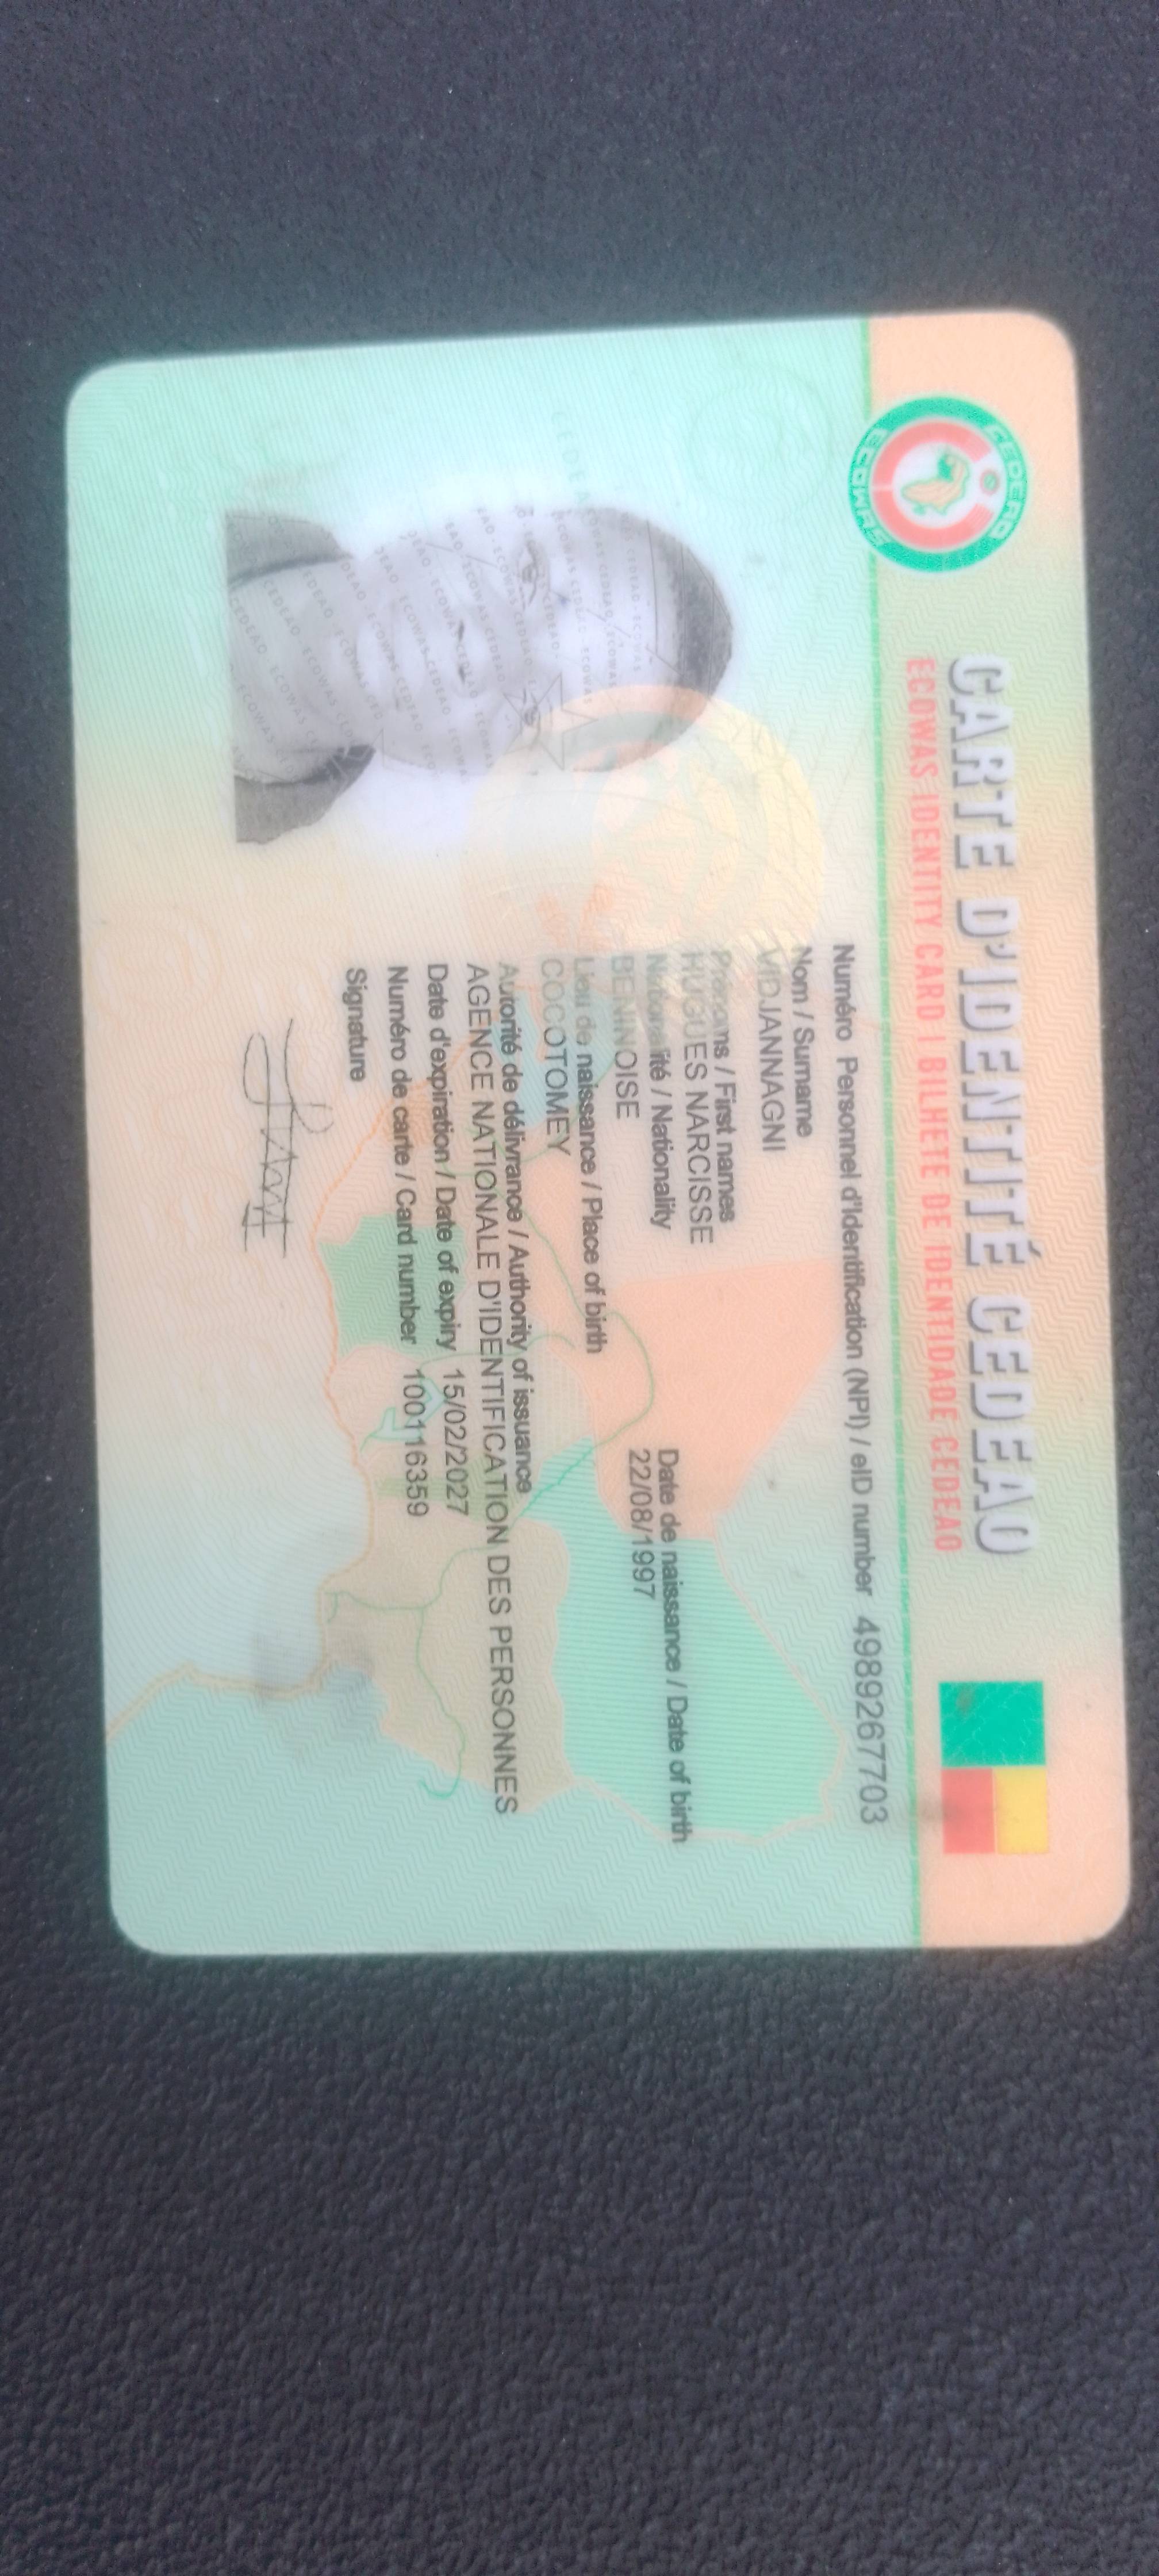 CEDEAO
ECOWAS
CARTE D'IDENTITÉ CEDEAO
ECOWAS IDENTITY CARD | BILHETE DE IDENTIDADE CEDEAO
Numéro Personnel d'Identification (NPI) / eID number 4989267703
Nom / Surname
VIDJANNAGNI
Prénoms / First names
HUGUES NARCISSE
Nationalité / Nationality
BENINOISE
Date de naissance / Date of birth
22/08/1997
Lieu de naissance / Place of birth
COCOTOMEY
Autorité de délivrance / Authority of issuance
AGENCE NATIONALE D'IDENTIFICATION DES PERSONNES
Date d'expiration / Date of expiry 15/02/2027
Numéro de carte / Card number 100116359
Signature